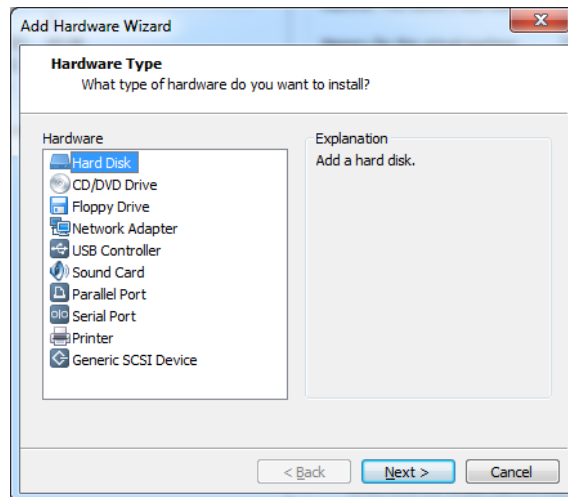 Add Hardware Wizard
Hardware Type
What type of hardware do you want to install?
Hardware
Explanation
Hard Disk
Add a hard disk.
CD/DVD Drive
Floppy Drive
Network Adapter
USB Controller
Sound Card
Parallel Port
Serial Port
Printer
Generic SCSI Device
< Back
Next >
Cancel